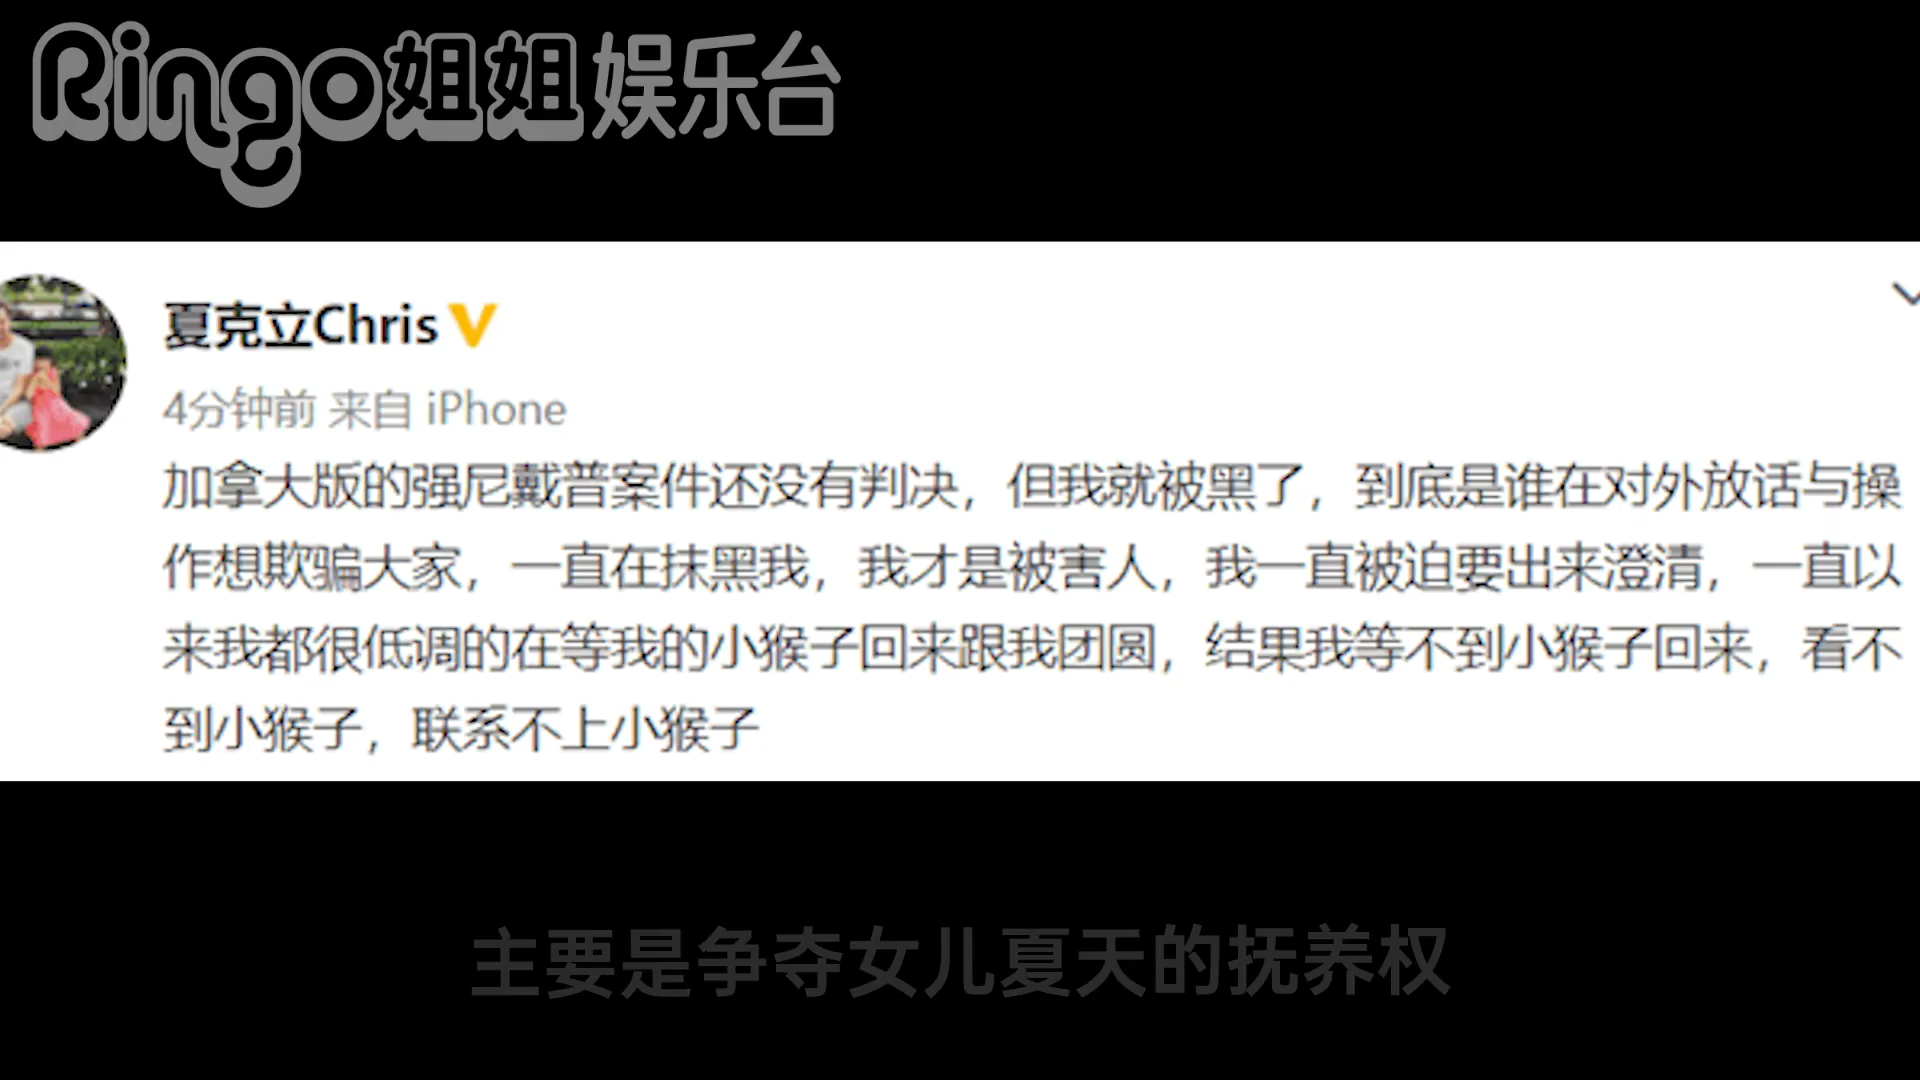 Ringo姐姐娱乐台
夏克立Chris
4分钟前 来自 iPhone
加拿大版的强尼戴普案件还没有判决，但我就被黑了，到底是谁在对外放话与操
作想欺骗大家，一直在抹黑我，我才是被害人，我一直被迫要出来澄清，一直以
来我都很低调的在等我的小猴子回来跟我团圆，结果我等不到小猴子回来，看不
到小猴子，联系不上小猴子
主要是争夺女儿夏天的抚养权